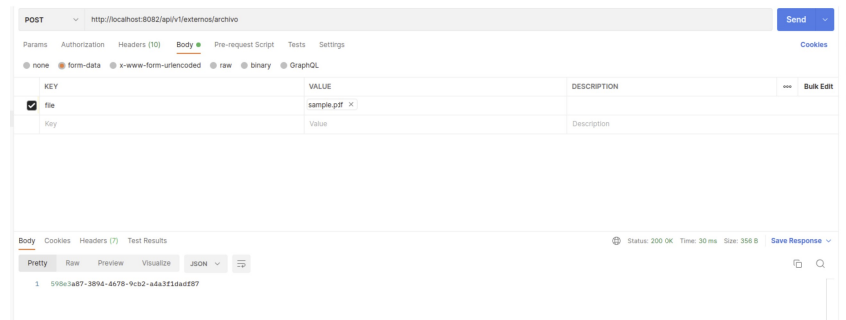 POST http://localhost:8082/api/v1/externos/archivo Send
Params Authorization Headers (10) Body Pre-request Script Tests Settings Cookies
none form-data x-www-form-urlencoded raw binary GraphQL
KEY VALUE DESCRIPTION ooo Bulk Edit
file sample.pdf ×
Key Value Description
Body Cookies Headers (7) Test Results Status: 200 OK Time: 30 ms Size: 356 B Save Response
Pretty Raw Preview Visualize JSON
1 598e3a87-3894-4678-9cb2-a4a3f1dadf87